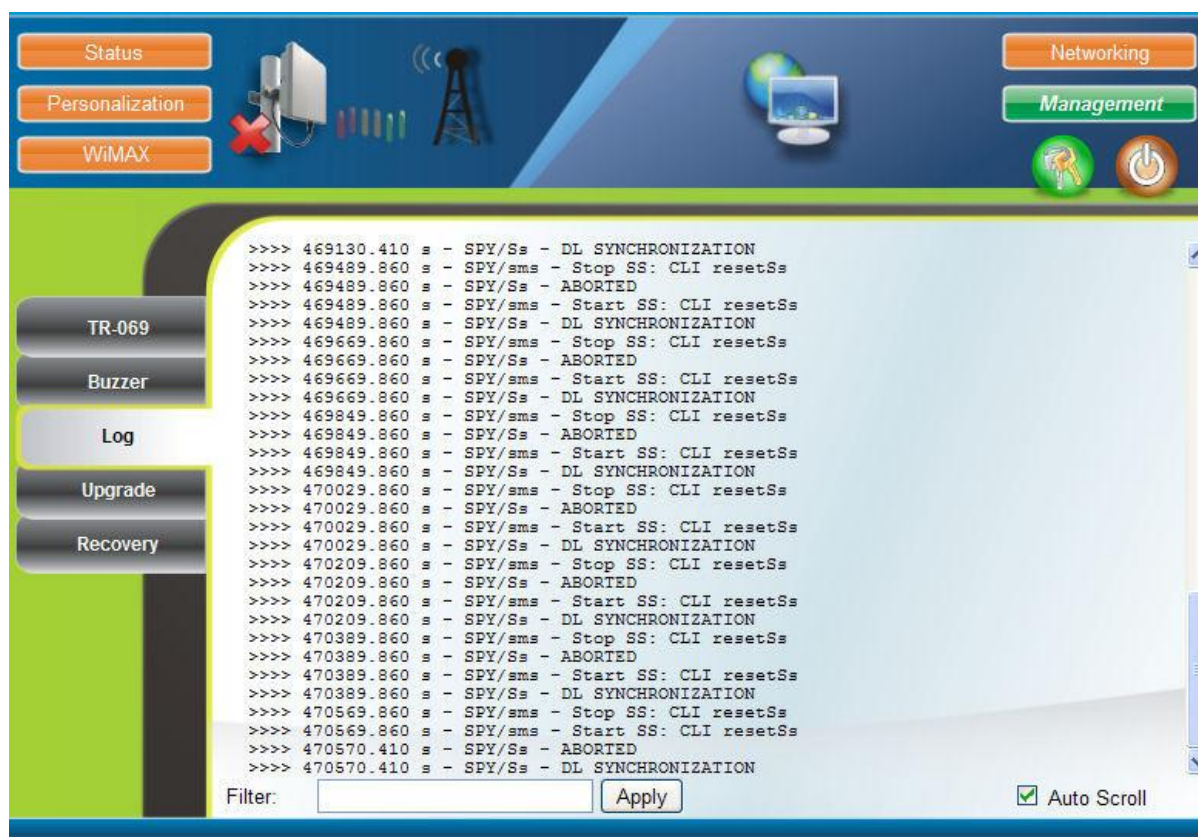 Status
Personalization
WiMAX
Networking
Management
TR-069
Buzzer
Log
Upgrade
Recovery
>>>> 469130.410 s - SPY/Ss - DL SYNCHRONIZATION
>>>> 469489.860 s - SPY/sms - Stop SS: CLI resetSs
>>>> 469489.860 s - SPY/Ss - ABORTED
>>>> 469489.860 s - SPY/sms - Start SS: CLI resetSs
>>>> 469489.860 s - SPY/Ss - DL SYNCHRONIZATION
>>>> 469669.860 s - SPY/sms - Stop SS: CLI resetSs
>>>> 469669.860 s - SPY/Ss - ABORTED
>>>> 469669.860 s - SPY/sms - Start SS: CLI resetSs
>>>> 469669.860 s - SPY/Ss - DL SYNCHRONIZATION
>>>> 469849.860 s - SPY/sms - Stop SS: CLI resetSs
>>>> 469849.860 s - SPY/Ss - ABORTED
>>>> 469849.860 s - SPY/sms - Start SS: CLI resetSs
>>>> 469849.860 s - SPY/Ss - DL SYNCHRONIZATION
>>>> 470029.860 s - SPY/sms - Stop SS: CLI resetSs
>>>> 470029.860 s - SPY/Ss - ABORTED
>>>> 470029.860 s - SPY/sms - Start SS: CLI resetSs
>>>> 470029.860 s - SPY/Ss - DL SYNCHRONIZATION
>>>> 470209.860 s - SPY/sms - Stop SS: CLI resetSs
>>>> 470209.860 s - SPY/Ss - ABORTED
>>>> 470209.860 s - SPY/sms - Start SS: CLI resetSs
>>>> 470209.860 s - SPY/Ss - DL SYNCHRONIZATION
>>>> 470389.860 s - SPY/sms - Stop SS: CLI resetSs
>>>> 470389.860 s - SPY/Ss - ABORTED
>>>> 470389.860 s - SPY/sms - Start SS: CLI resetSs
>>>> 470389.860 s - SPY/Ss - DL SYNCHRONIZATION
>>>> 470569.860 s - SPY/sms - Stop SS: CLI resetSs
>>>> 470569.860 s - SPY/sms - Start SS: CLI resetSs
>>>> 470570.410 s - SPY/Ss - ABORTED
>>>> 470570.410 s - SPY/Ss - DL SYNCHRONIZATION
Filter:
Apply
Auto Scroll